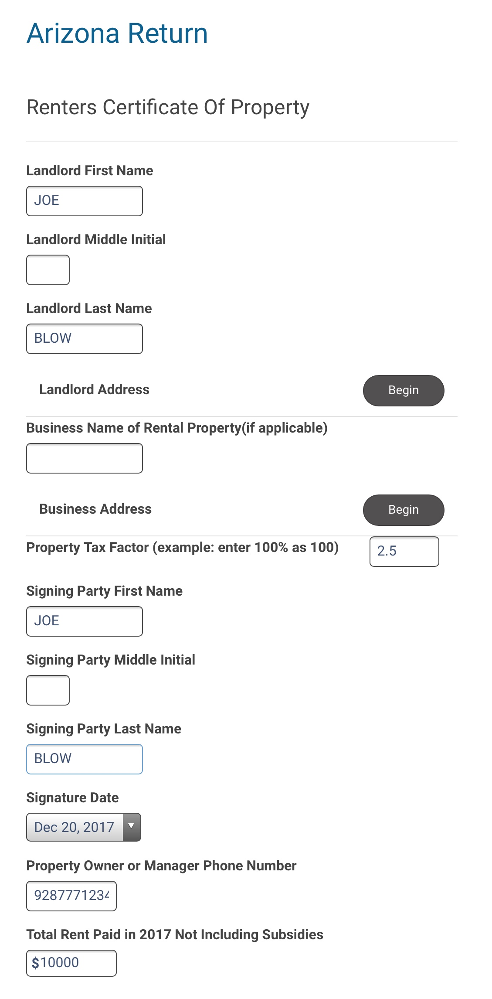 Arizona Return
Renters Certificate Of Property
Landlord First Name
JOE
Landlord Middle Initial
Landlord Last Name
BLOW
Landlord Address
Begin
Business Name of Rental Property(if applicable)
Business Address
Begin
Property Tax Factor (example: enter 100% as 100)
2.5
Signing Party First Name
JOE
Signing Party Middle Initial
Signing Party Last Name
BLOW
Signature Date
Dec 20, 2017
Property Owner or Manager Phone Number
9287771234
Total Rent Paid in 2017 Not Including Subsidies
$10000